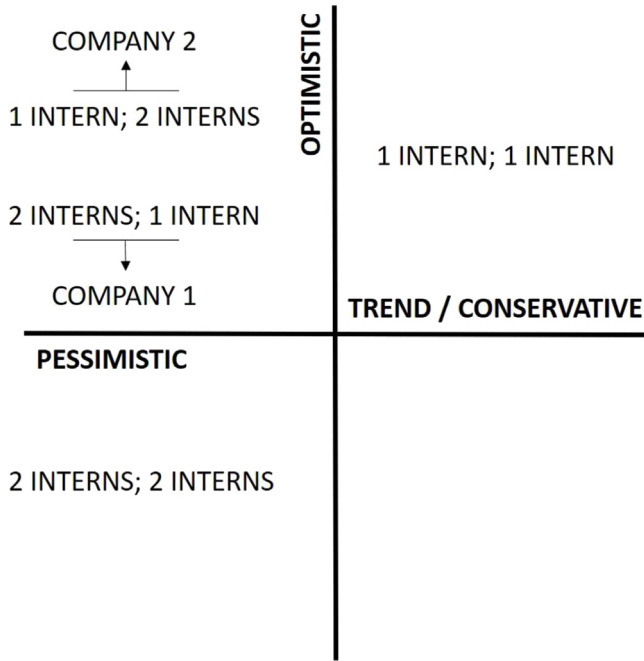 COMPANY 2
1 INTERN; 2 INTERNS
OPTIMISTIC
1 INTERN; 1 INTERN
2 INTERNS; 1 INTERN
COMPANY 1
TREND / CONSERVATIVE
PESSIMISTIC
2 INTERNS; 2 INTERNS